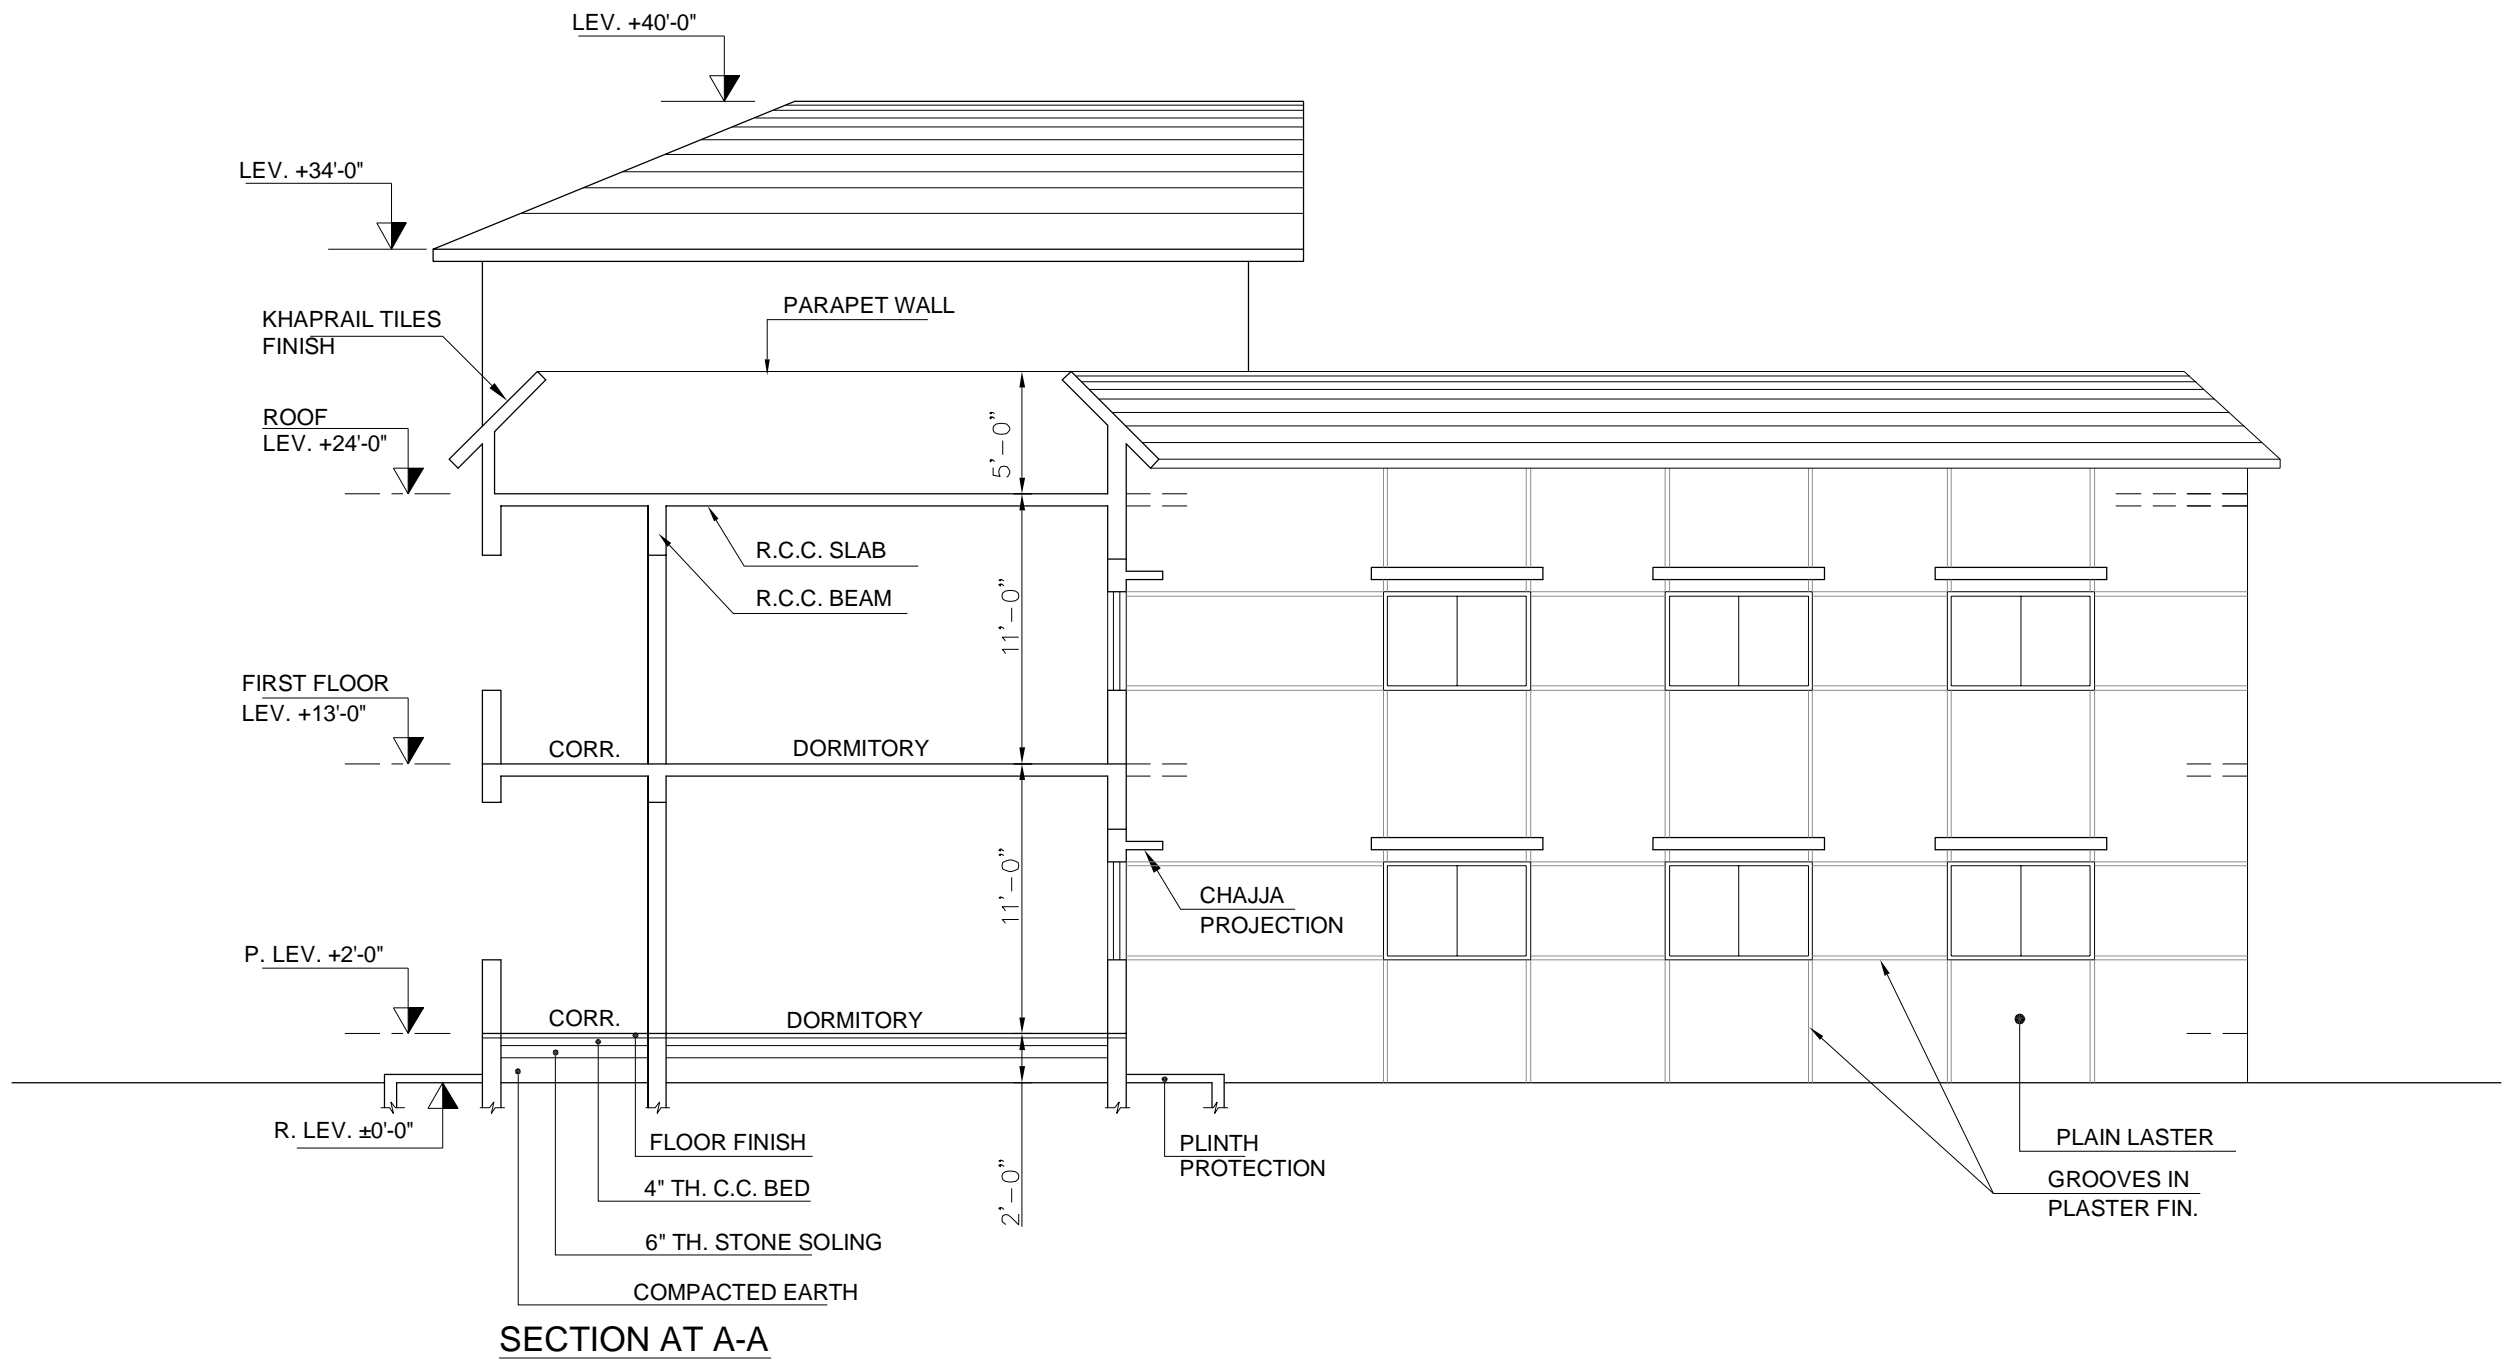 LEV. +40'-0"
LEV. +34'-0"
KHAPRAIL TILES
FINISH
PARAPET WALL
ROOF
LEV. +24'-0"
5'-0"
R.C.C. SLAB
R.C.C. BEAM
11'-0"
FIRST FLOOR
LEV. +13'-0"
CORR.
DORMITORY
11'-0"
CHAJJA
PROJECTION
P. LEV. +2'-0"
CORR.
DORMITORY
R. LEV. ±0'-0"
FLOOR FINISH
PLINTH
PROTECTION
PLAIN LASTER
4" TH. C.C. BED
2'-0"
GROOVES IN
PLASTER FIN.
6" TH. STONE SOLING
COMPACTED EARTH
SECTION AT A-A